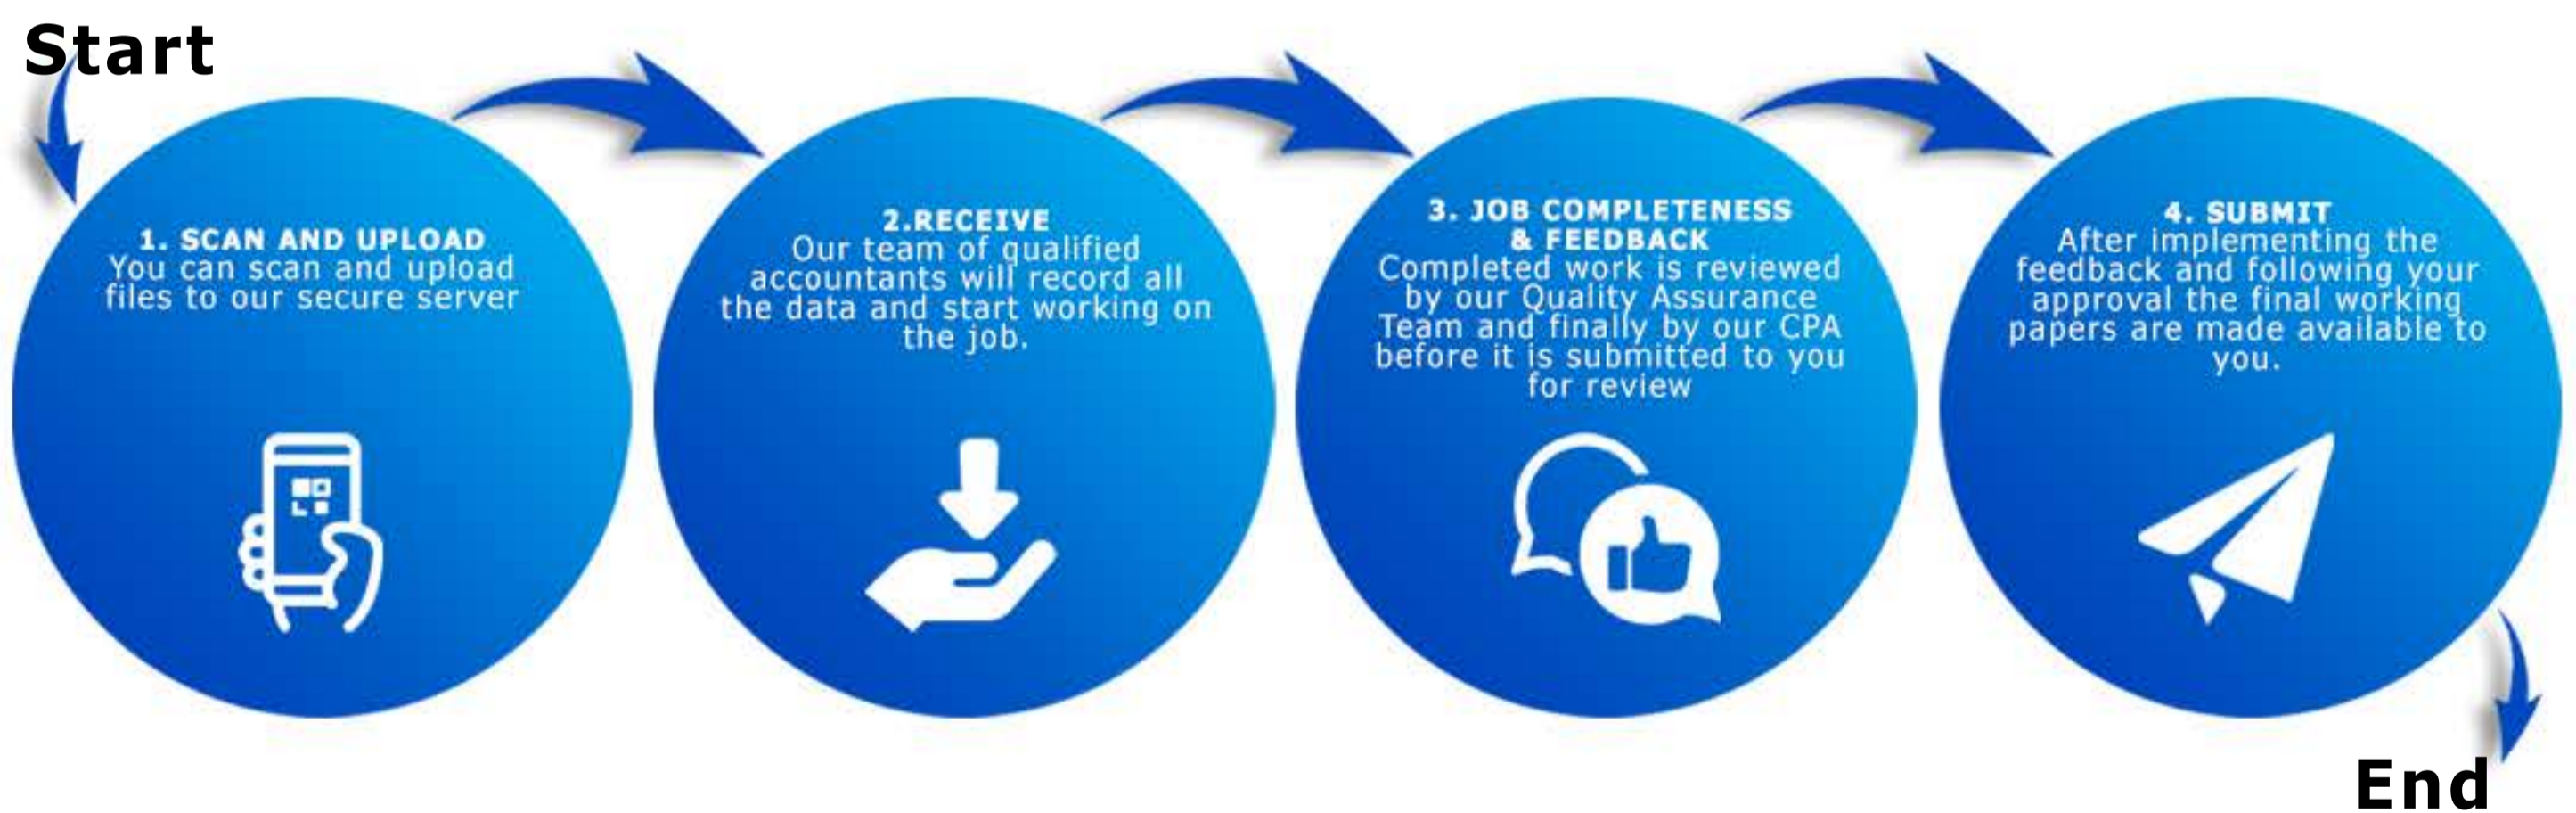 Start
1. SCAN AND UPLOAD
You can scan and upload
files to our secure server
2.RECEIVE
Our team of qualified
accountants will record all
the data and start working on
the job.
3. JOB COMPLETENESS
& FEEDBACK
Completed work is reviewed
by our Quality Assurance
Team and finally by our CPA
before it is submitted to you
for review
4. SUBMIT
After implementing the
feedback and following your
approval the final working
papers are made available to
you.
End